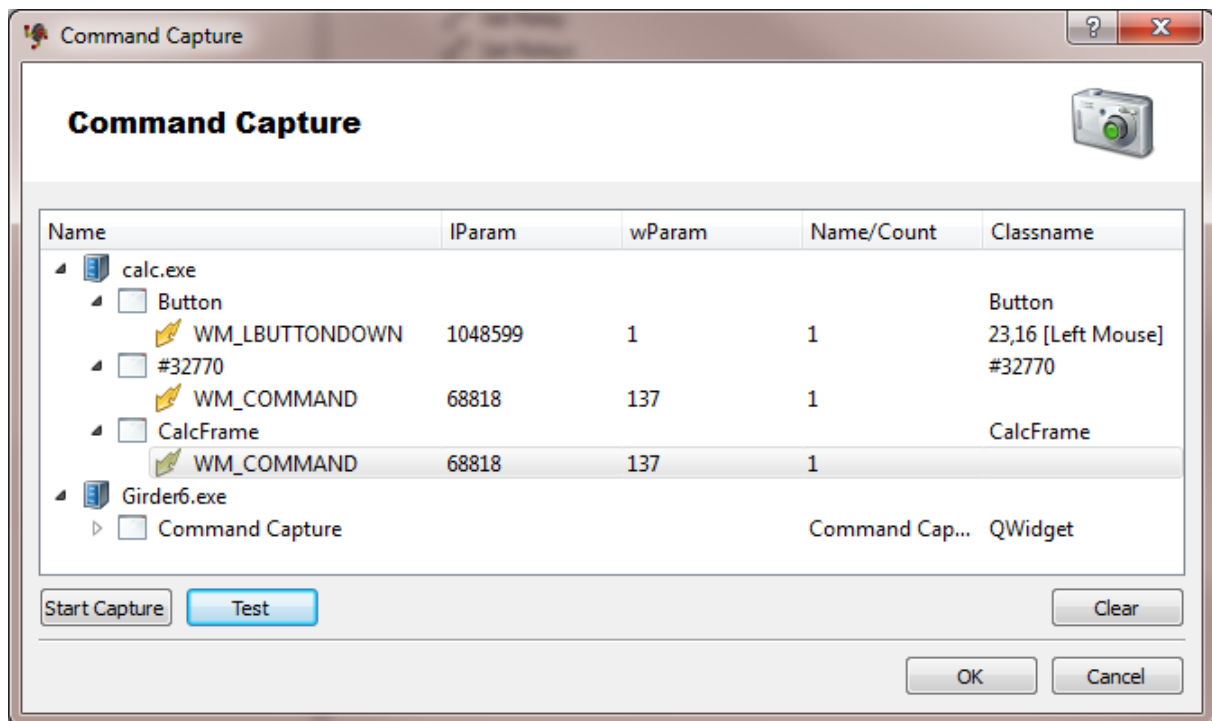 Command Capture
Command Capture
Name lParam wParam Name/Count Classname
calc.exe
Button Button
WM_LBUTTONDOWN 1048599 1 1 23,16 [Left Mouse]
#32770 #32770
WM_COMMAND 68818 137 1
CalcFrame CalcFrame
WM_COMMAND 68818 137 1
Girder6.exe
Command Capture Command Cap... QWidget
Start Capture Test Clear
OK Cancel